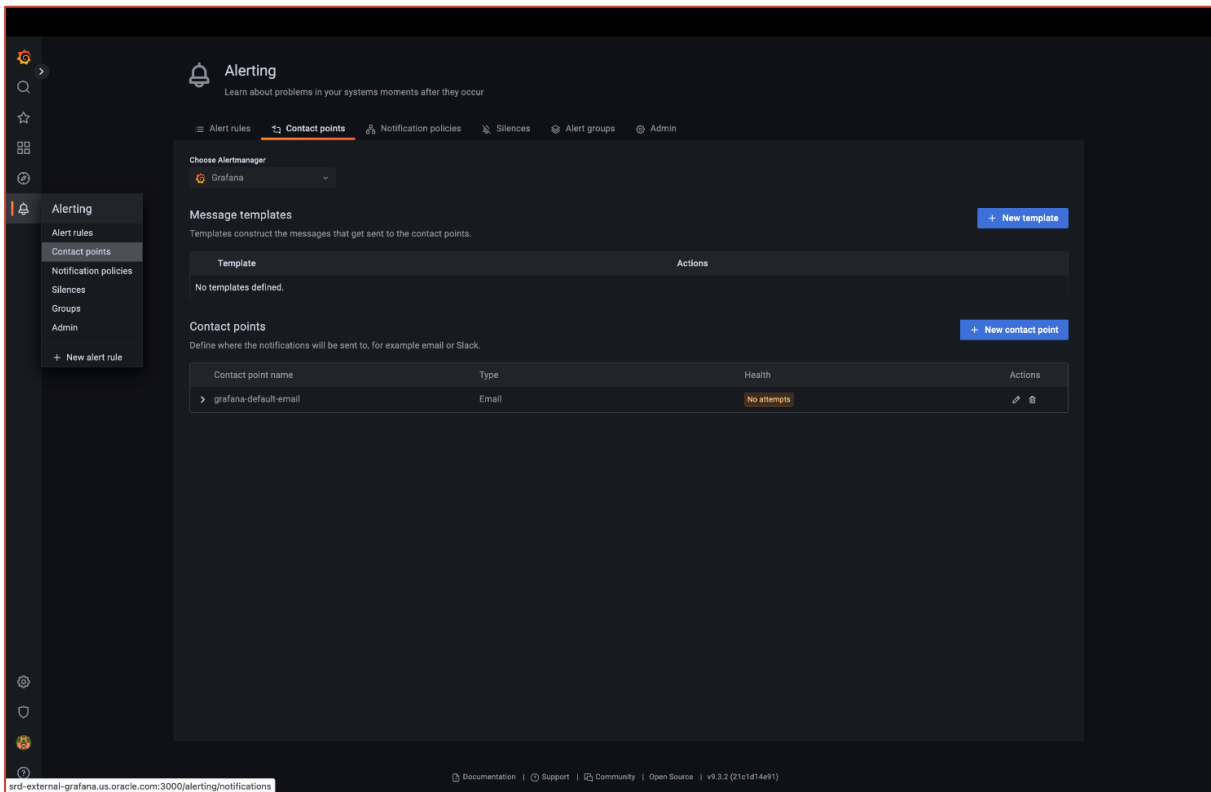 Alerting
Learn about problems in your systems moments after they occur
Alert rules Contact points Notification policies Silences Alert groups Admin
Choose Alertmanager
Grafana
Alerting
Alert rules
Contact points
Notification policies
Silences
Groups
Admin
+ New alert rule
Message templates
+ New template
Templates construct the messages that get sent to the contact points.
Template Actions
No templates defined.
Contact points
+ New contact point
Define where the notifications will be sent to, for example email or Slack.
Contact point name Type Health Actions
grafana-default-email Email No attempts
Documentation | Support | Community | Open Source | v9.3.2 (21c1d14e91)
srd-external-grafana.us.oracle.com:3000/alerting/notifications